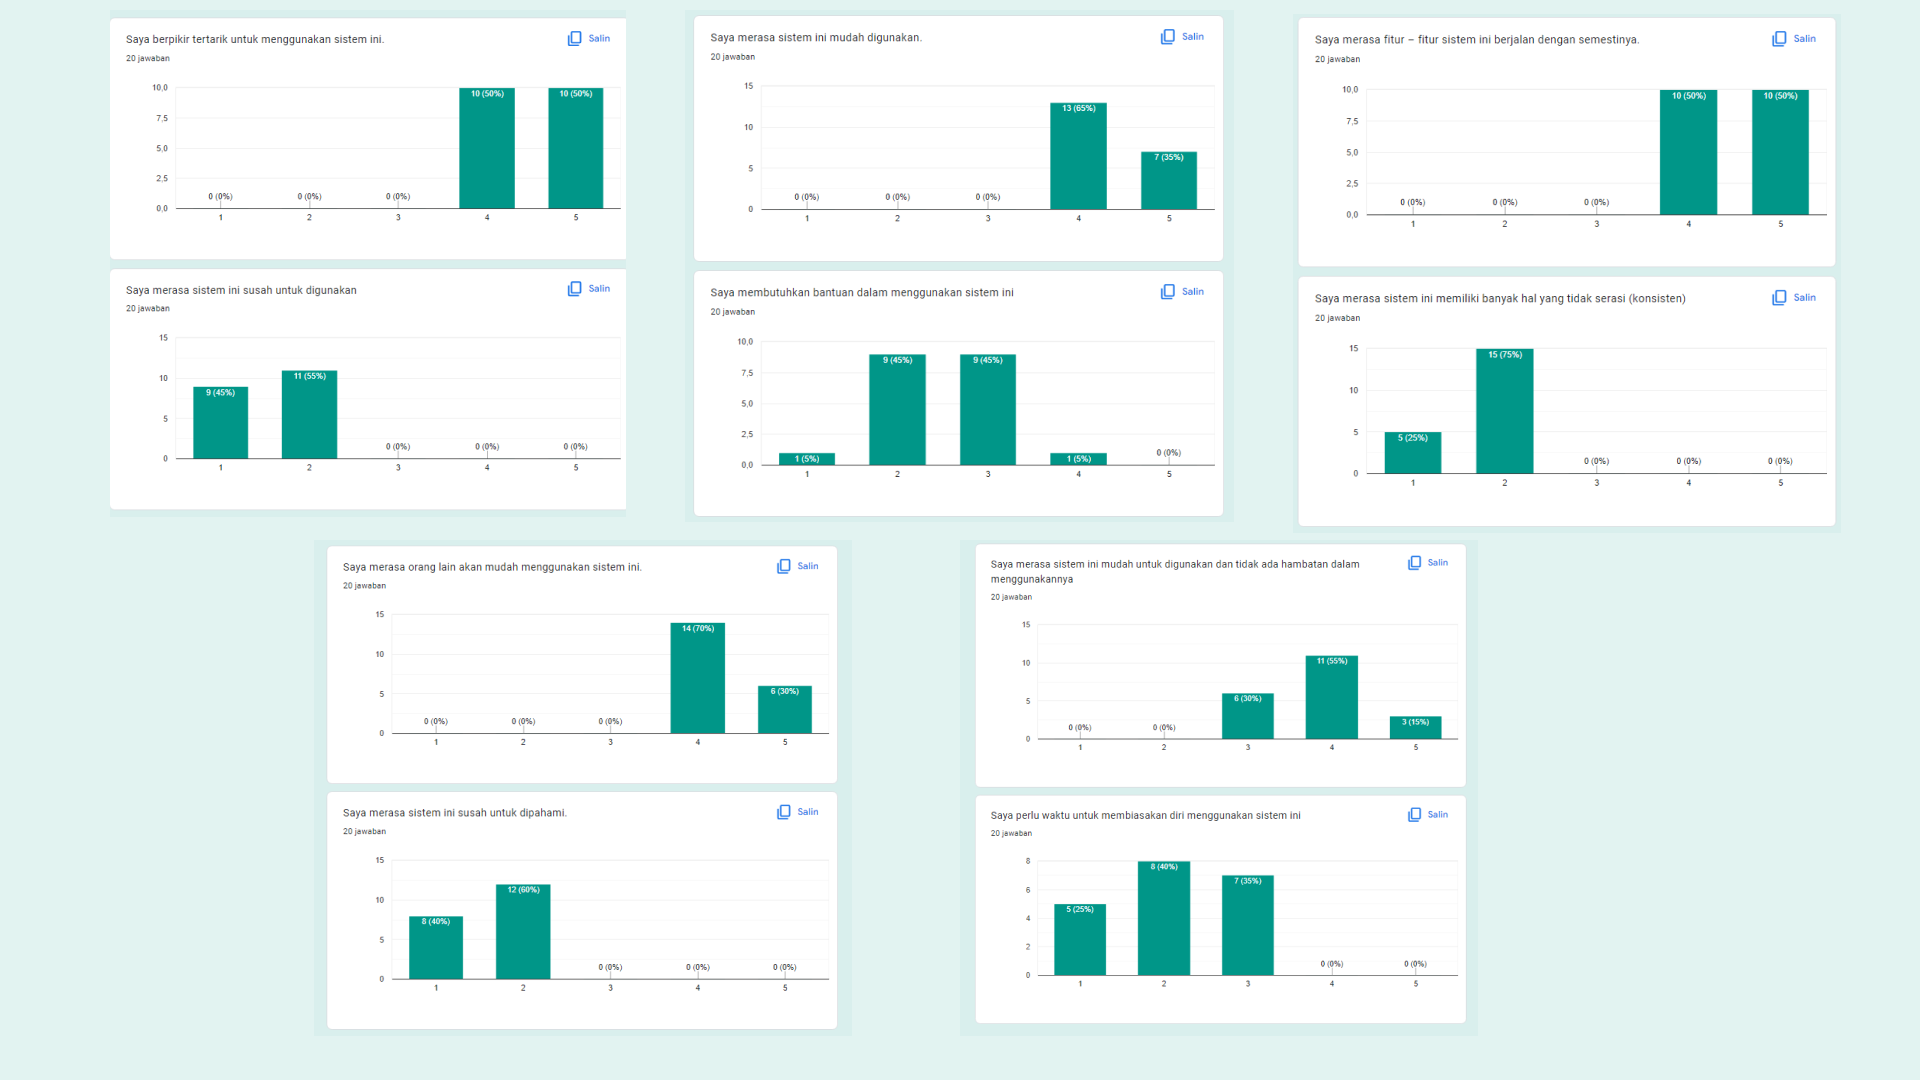 Saya berpikir tertarik untuk menggunakan sistem ini.
Salin
20 jawaban
10,0
7,5
5,0
2,5
0,0
0 (0%)
0 (0%)
0 (0%)
10 (50%)
10 (50%)
1 2 3 4 5
Saya merasa sistem ini susah untuk digunakan
Salin
20 jawaban
15
10
5
0
9 (45%)
11 (55%)
0 (0%)
0 (0%)
0 (0%)
1 2 3 4 5
Saya merasa sistem ini mudah digunakan.
Salin
20 jawaban
15
10
5
0
0 (0%)
0 (0%)
0 (0%)
13 (65%)
7 (35%)
1 2 3 4 5
Saya membutuhkan bantuan dalam menggunakan sistem ini
Salin
20 jawaban
10,0
7,5
5,0
2,5
0,0
1 (5%)
9 (45%)
9 (45%)
1 (5%)
0 (0%)
1 2 3 4 5
Saya merasa fitur – fitur sistem ini berjalan dengan semestinya.
Salin
20 jawaban
10,0
7,5
5,0
2,5
0,0
0 (0%)
0 (0%)
0 (0%)
10 (50%)
10 (50%)
1 2 3 4 5
Saya merasa sistem ini memiliki banyak hal yang tidak serasi (konsisten)
Salin
20 jawaban
15
10
5
0
5 (25%)
15 (75%)
0 (0%)
0 (0%)
0 (0%)
1 2 3 4 5
Saya merasa orang lain akan mudah menggunakan sistem ini.
Salin
20 jawaban
15
10
5
0
0 (0%)
0 (0%)
0 (0%)
14 (70%)
6 (30%)
1 2 3 4 5
Saya merasa sistem ini susah untuk dipahami.
Salin
20 jawaban
15
10
5
0
8 (40%)
12 (60%)
0 (0%)
0 (0%)
0 (0%)
1 2 3 4 5
Saya merasa sistem ini mudah untuk digunakan dan tidak ada hambatan dalam
menggunakannya
Salin
20 jawaban
15
10
5
0
0 (0%)
0 (0%)
6 (30%)
11 (55%)
3 (15%)
1 2 3 4 5
Saya perlu waktu untuk membiasakan diri menggunakan sistem ini
Salin
20 jawaban
8
6
4
2
0
5 (25%)
8 (40%)
7 (35%)
0 (0%)
0 (0%)
1 2 3 4 5